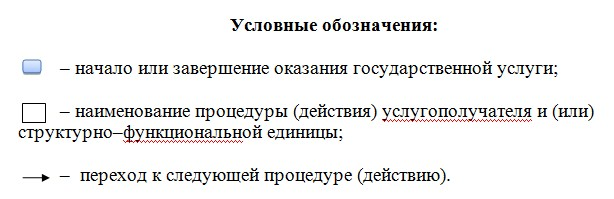 Условные обозначения:
– начало или завершение оказания государственной услуги;
– наименование процедуры (действия) услугополучателя и (или)
структурно–функциональной единицы;
– переход к следующей процедуре (действию).